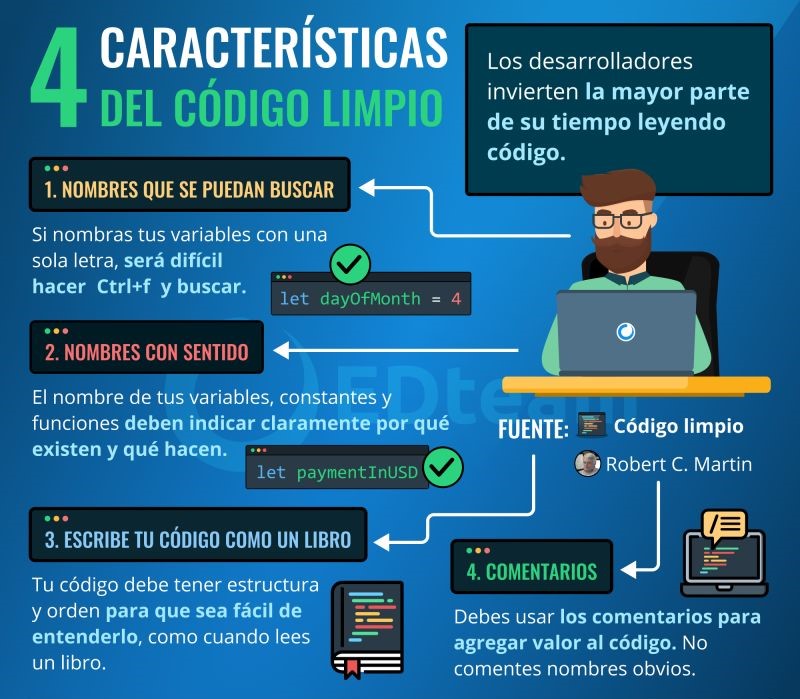 4 CARACTERÍSTICAS
DEL CÓDIGO LIMPIO
Los desarrolladores
invierten la mayor parte
de su tiempo leyendo
código.
1. NOMBRES QUE SE PUEDAN BUSCAR
Si nombras tus variables con una
sola letra, será difícil
hacer Ctrl+f y buscar.
let dayOfMonth = 4
2. NOMBRES CON SENTIDO
El nombre de tus variables, constantes y
funciones deben indicar claramente por qué
existen y qué hacen.
let paymentInUSD
EDteam
FUENTE: Código limpio
Robert C. Martin
3. ESCRIBE TU CÓDIGO COMO UN LIBRO
Tu código debe tener estructura
y orden para que sea fácil de
entenderlo, como cuando lees
un libro.
4. COMENTARIOS
Debes usar los comentarios para
agregar valor al código. No
comentes nombres obvios.